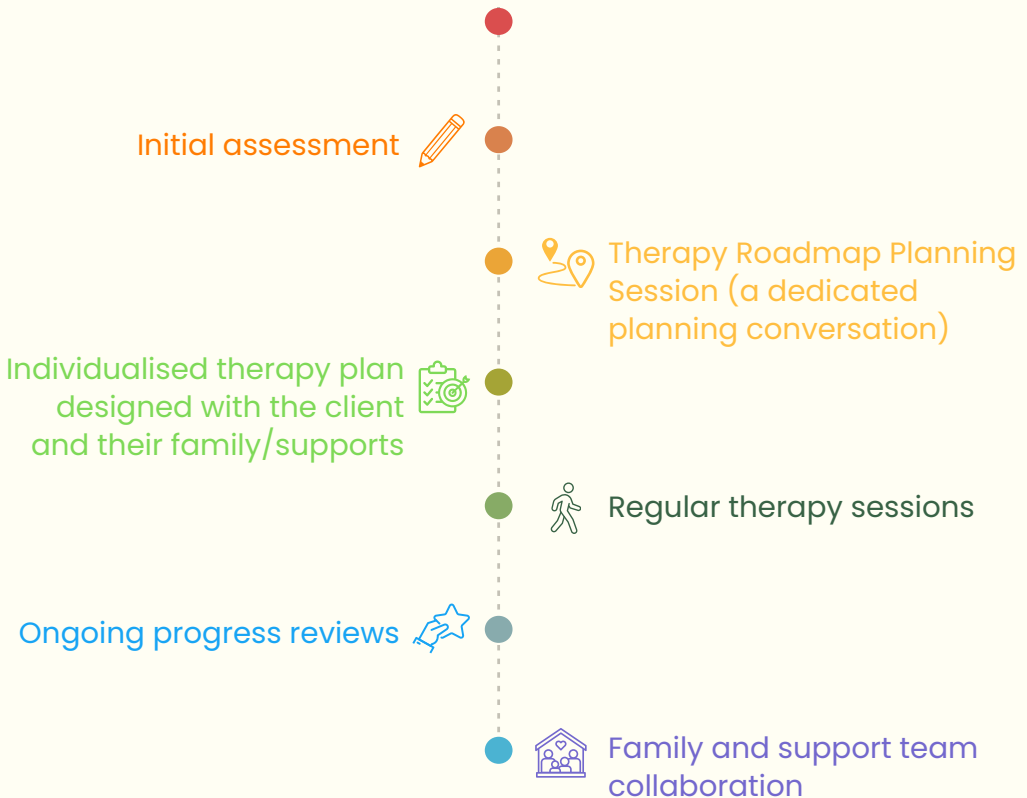 Initial assessment
Therapy Roadmap Planning
Session (a dedicated
planning conversation)
Individualised therapy plan
designed with the client
and their family/supports
Regular therapy sessions
Ongoing progress reviews
Family and support team
collaboration